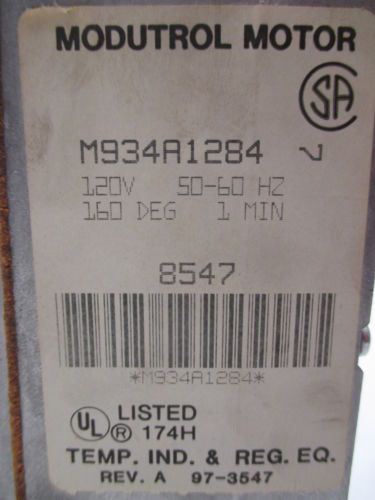 MODUTROL MOTOR
SA
M934A1284
120V 50-60 HZ
160 DEG 1 MIN
8547
*M934A1284*
UL ® LISTED
174H
TEMP. IND. & REG. EQ.
REV. A 97-3547